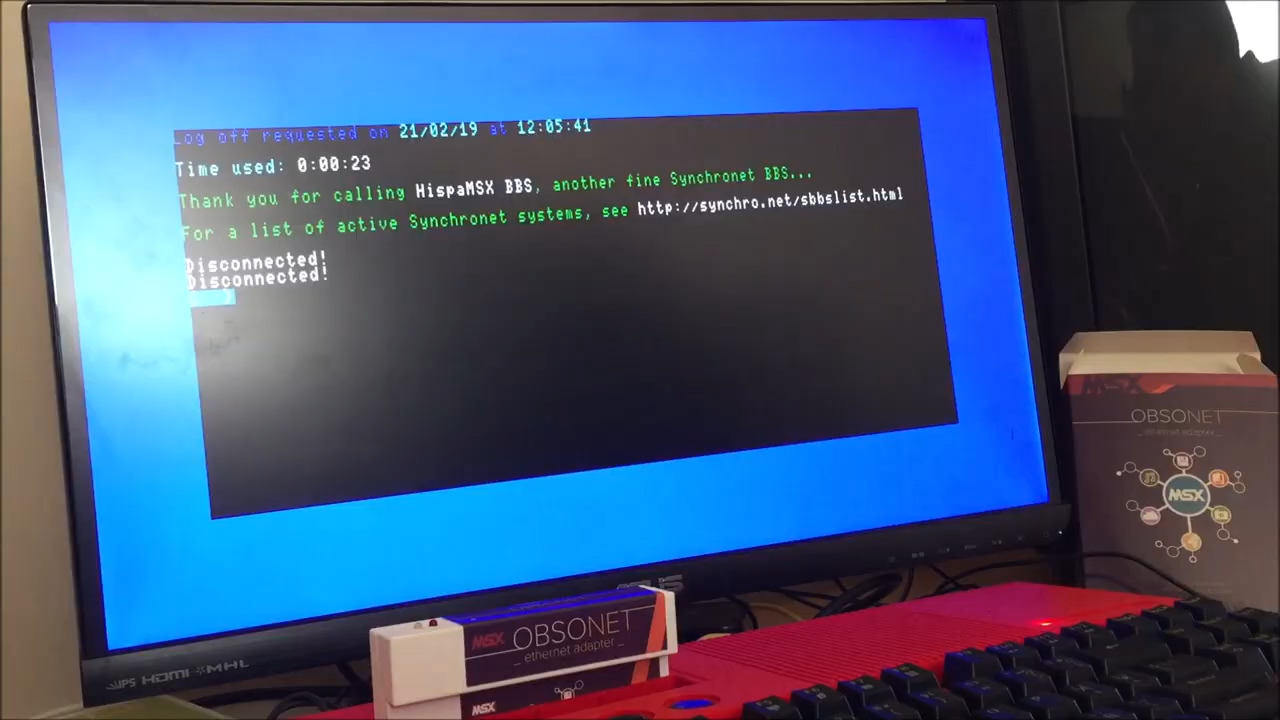 Log off requested on 21/02/19 at 12:05:41
Time used: 0:00:23
Thank you for calling HispaMSX BBS, another fine Synchronet BBS...
For a list of active Synchronet systems, see http://synchro.net/sbbslist.html
Disconnected!
Disconnected!
MSX
OBSONET
ethernet adapter
MSX
ASUS
IPS HDMI MHL
MSX OBSONET
_ ethernet adapter _
MSX